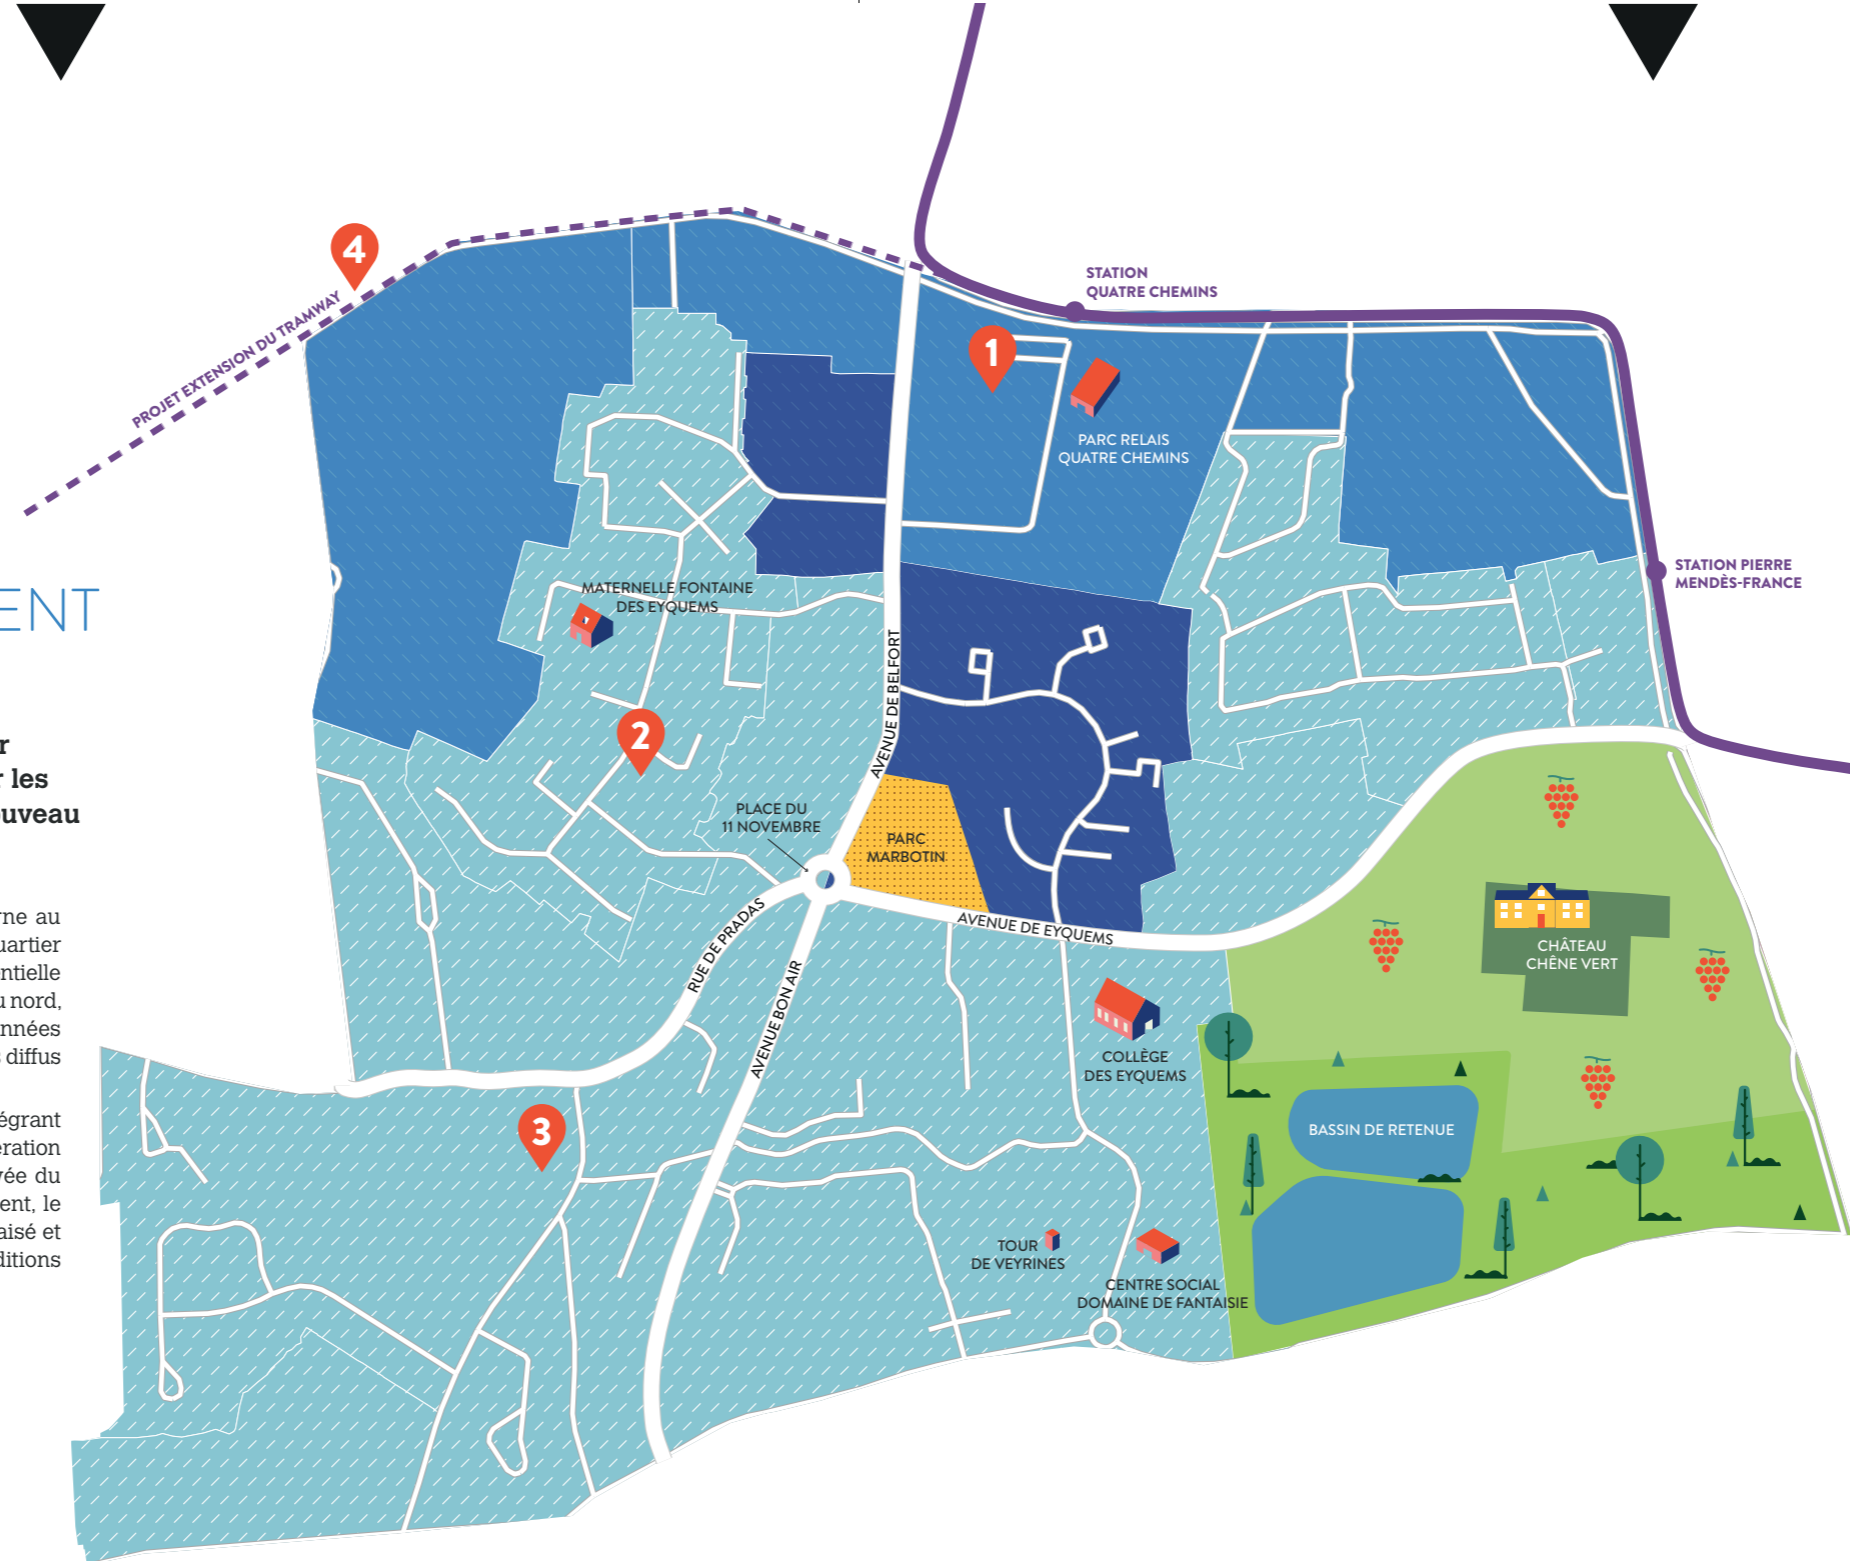 4
PROJET EXTENSION DU TRAMWAY
STATION
QUATRE CHEMINS
1
PARC RELAIS
QUATRE CHEMINS
STATION PIERRE
MENDÈS-FRANCE
ENT
MATERNELLE FONTAINE
DES EYQUEMS
AVENUE DE BELFORT
2
r
les
uveau
PLACE DU
11 NOVEMBRE
PARC
MARBOTIN
AVENUE DE EYQUEMS
RUE DE PRADAS
AVENUE BON AIR
CHÂTEAU
CHÊNE VERT
rne au
uartier
ntielle
u nord,
nnées
s diffus
COLLÈGE
DES EYQUEMS
BASSIN DE RETENUE
3
égrant
ération
vée du
ent, le
aisé et
ditions
TOUR
DE VEYRINES
CENTRE SOCIAL
DOMAINE DE FANTAISIE